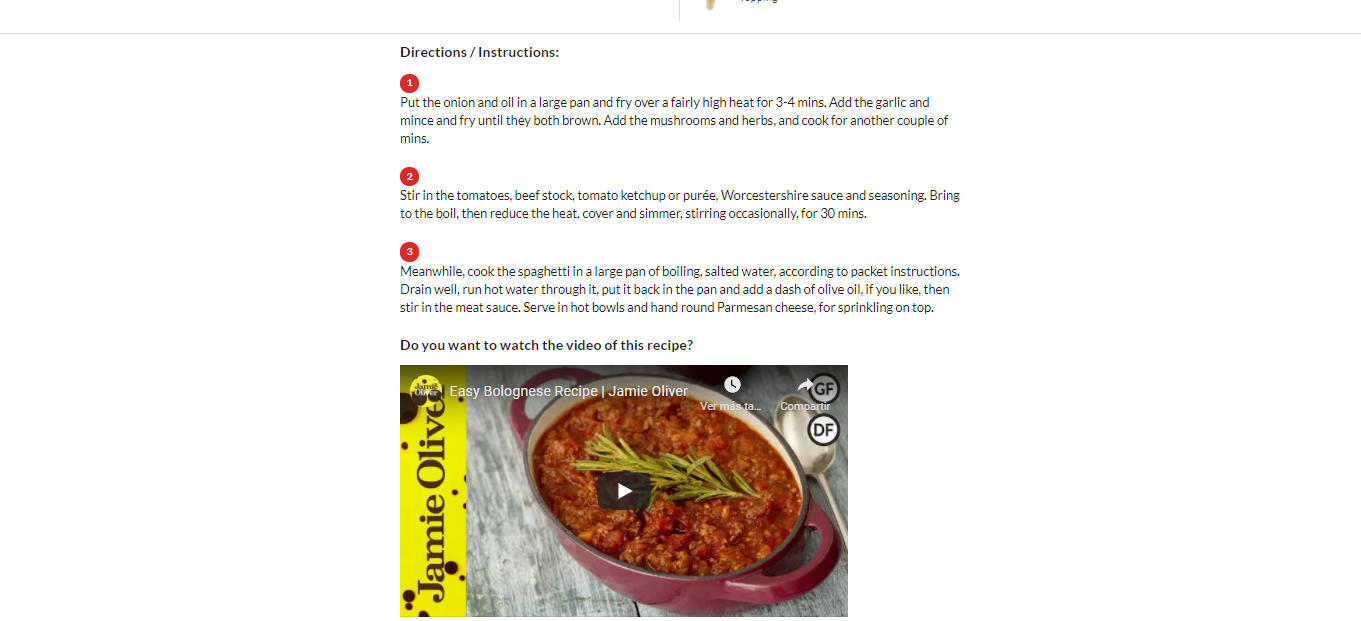 Topping
Directions / Instructions:
1
Put the onion and oil in a large pan and fry over a fairly high heat for 3-4 mins. Add the garlic and
mince and fry until they both brown. Add the mushrooms and herbs, and cook for another couple of
mins.
2
Stir in the tomatoes, beef stock, tomato ketchup or purée, Worcestershire sauce and seasoning. Bring
to the boil, then reduce the heat, cover and simmer, stirring occasionally, for 30 mins.
3
Meanwhile, cook the spaghetti in a large pan of boiling, salted water, according to packet instructions.
Drain well, run hot water through it, put it back in the pan and add a dash of olive oil, if you like, then
stir in the meat sauce. Serve in hot bowls and hand round Parmesan cheese, for sprinkling on top.
Do you want to watch the video of this recipe?
Jamie Oliver
Easy Bolognese Recipe | Jamie Oliver
Ver más ta...
Compartir
GF
DF
Jamie Oliver